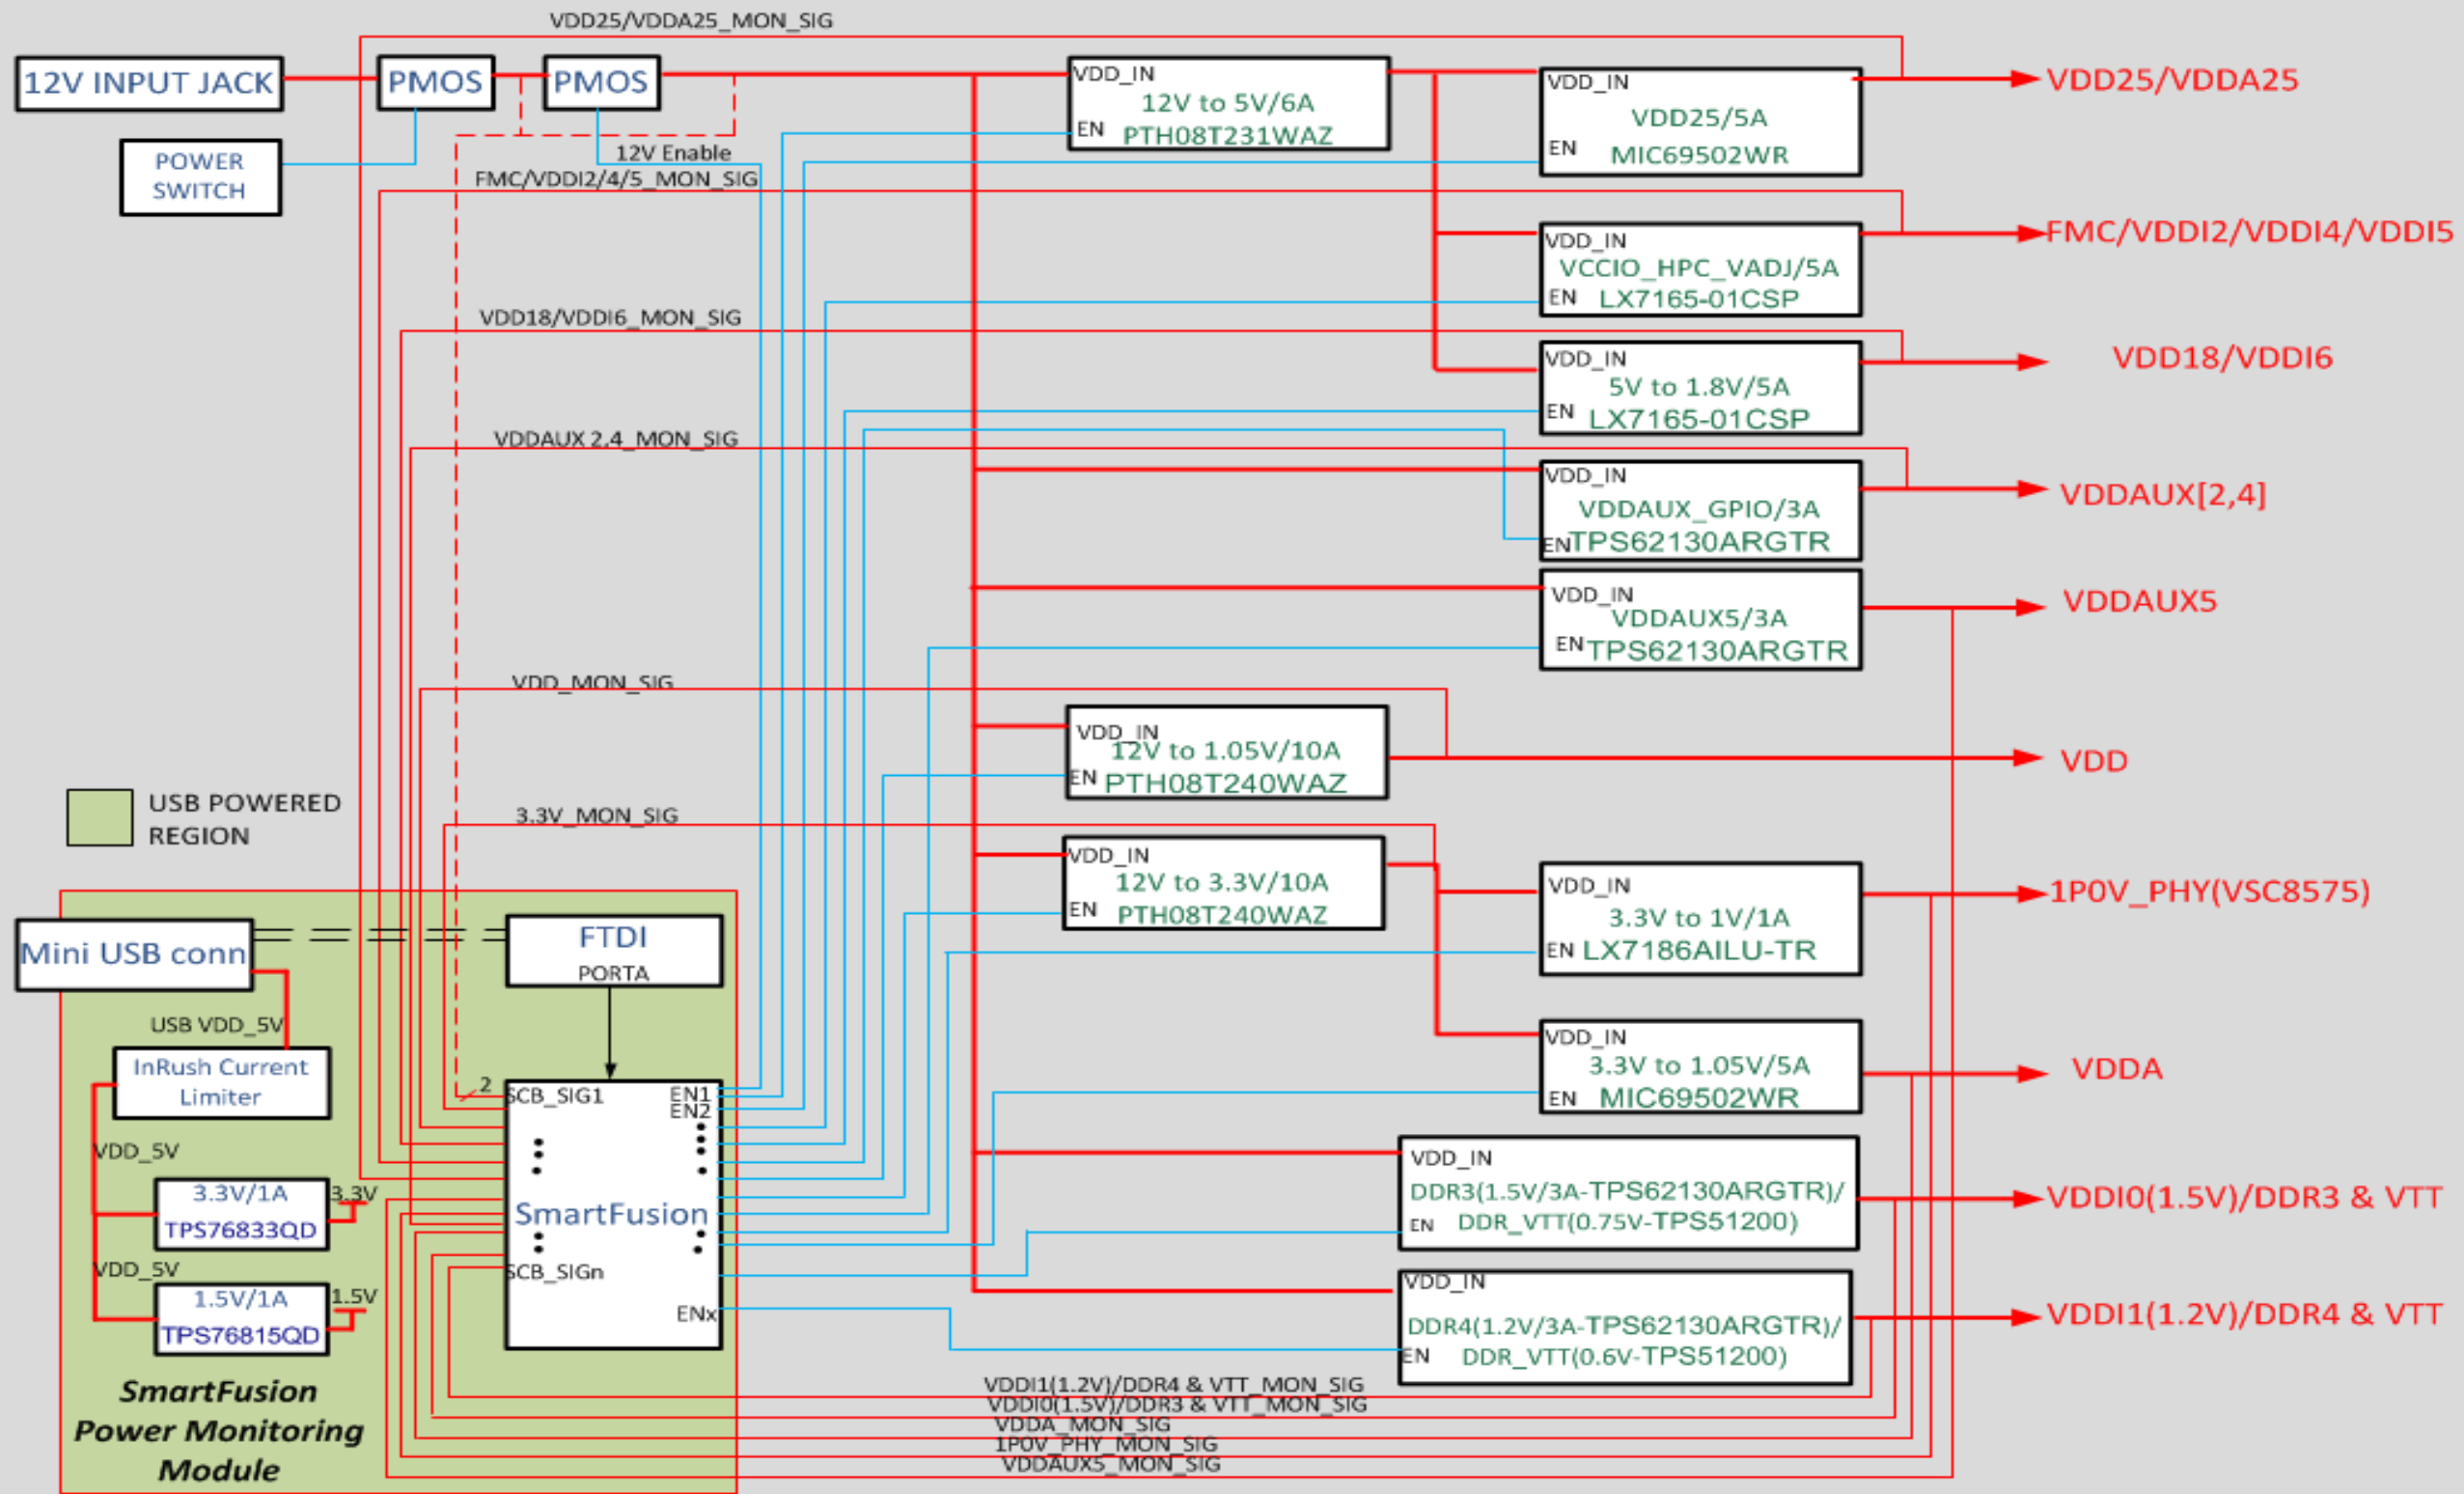 VDD25/VDDA25_MON_SIG
12V INPUT JACK
PMOS
PMOS
POWER
SWITCH
12V Enable
FMC/VDDI2/4/5_MON_SIG
VDD_IN
12V to 5V/6A
EN
PTH08T231WAZ
VDD_IN
VDD25/5A
EN
MIC69502WR
VDD25/VDDA25
VDD_IN
VCCIO_HPC_VADJ/5A
EN
LX7165-01CSP
FMC/VDDI2/VDDI4/VDDI5
VDD18/VDDI6_MON_SIG
VDD_IN
5V to 1.8V/5A
EN
LX7165-01CSP
VDD18/VDDI6
VDDAUX 2,4_MON_SIG
VDD_IN
VDDAUX_GPIO/3A
EN
TPS62130ARGTR
VDDAUX[2,4]
VDD_IN
VDDAUX5/3A
EN
TPS62130ARGTR
VDDAUX5
VDD_MON_SIG
VDD_IN
12V to 1.05V/10A
EN
PTH08T240WAZ
VDD
USB POWERED
REGION
3.3V_MON_SIG
VDD_IN
12V to 3.3V/10A
EN
PTH08T240WAZ
VDD_IN
3.3V to 1V/1A
EN
LX7186AILU-TR
1P0V_PHY(VSC8575)
VDD_IN
3.3V to 1.05V/5A
EN
MIC69502WR
VDDA
Mini USB conn
FTDI
PORTA
USB VDD_5V
InRush Current
Limiter
VDD_5V
3.3V/1A
TPS76833QD
3.3V
VDD_5V
1.5V/1A
TPS76815QD
1.5V
2
SCB_SIG1
EN1
EN2
SmartFusion
SCB_SIGn
ENx
SmartFusion
Power Monitoring
Module
VDD_IN
DDR3(1.5V/3A-TPS62130ARGTR)/
EN
DDR_VTT(0.75V-TPS51200)
VDDI0(1.5V)/DDR3 & VTT
VDD_IN
DDR4(1.2V/3A-TPS62130ARGTR)/
EN
DDR_VTT(0.6V-TPS51200)
VDDI1(1.2V)/DDR4 & VTT
VDDI1(1.2V)/DDR4 & VTT_MON_SIG
VDDI0(1.5V)/DDR3 & VTT_MON_SIG
VDDA_MON_SIG
1P0V_PHY_MON_SIG
VDDAUX5_MON_SIG